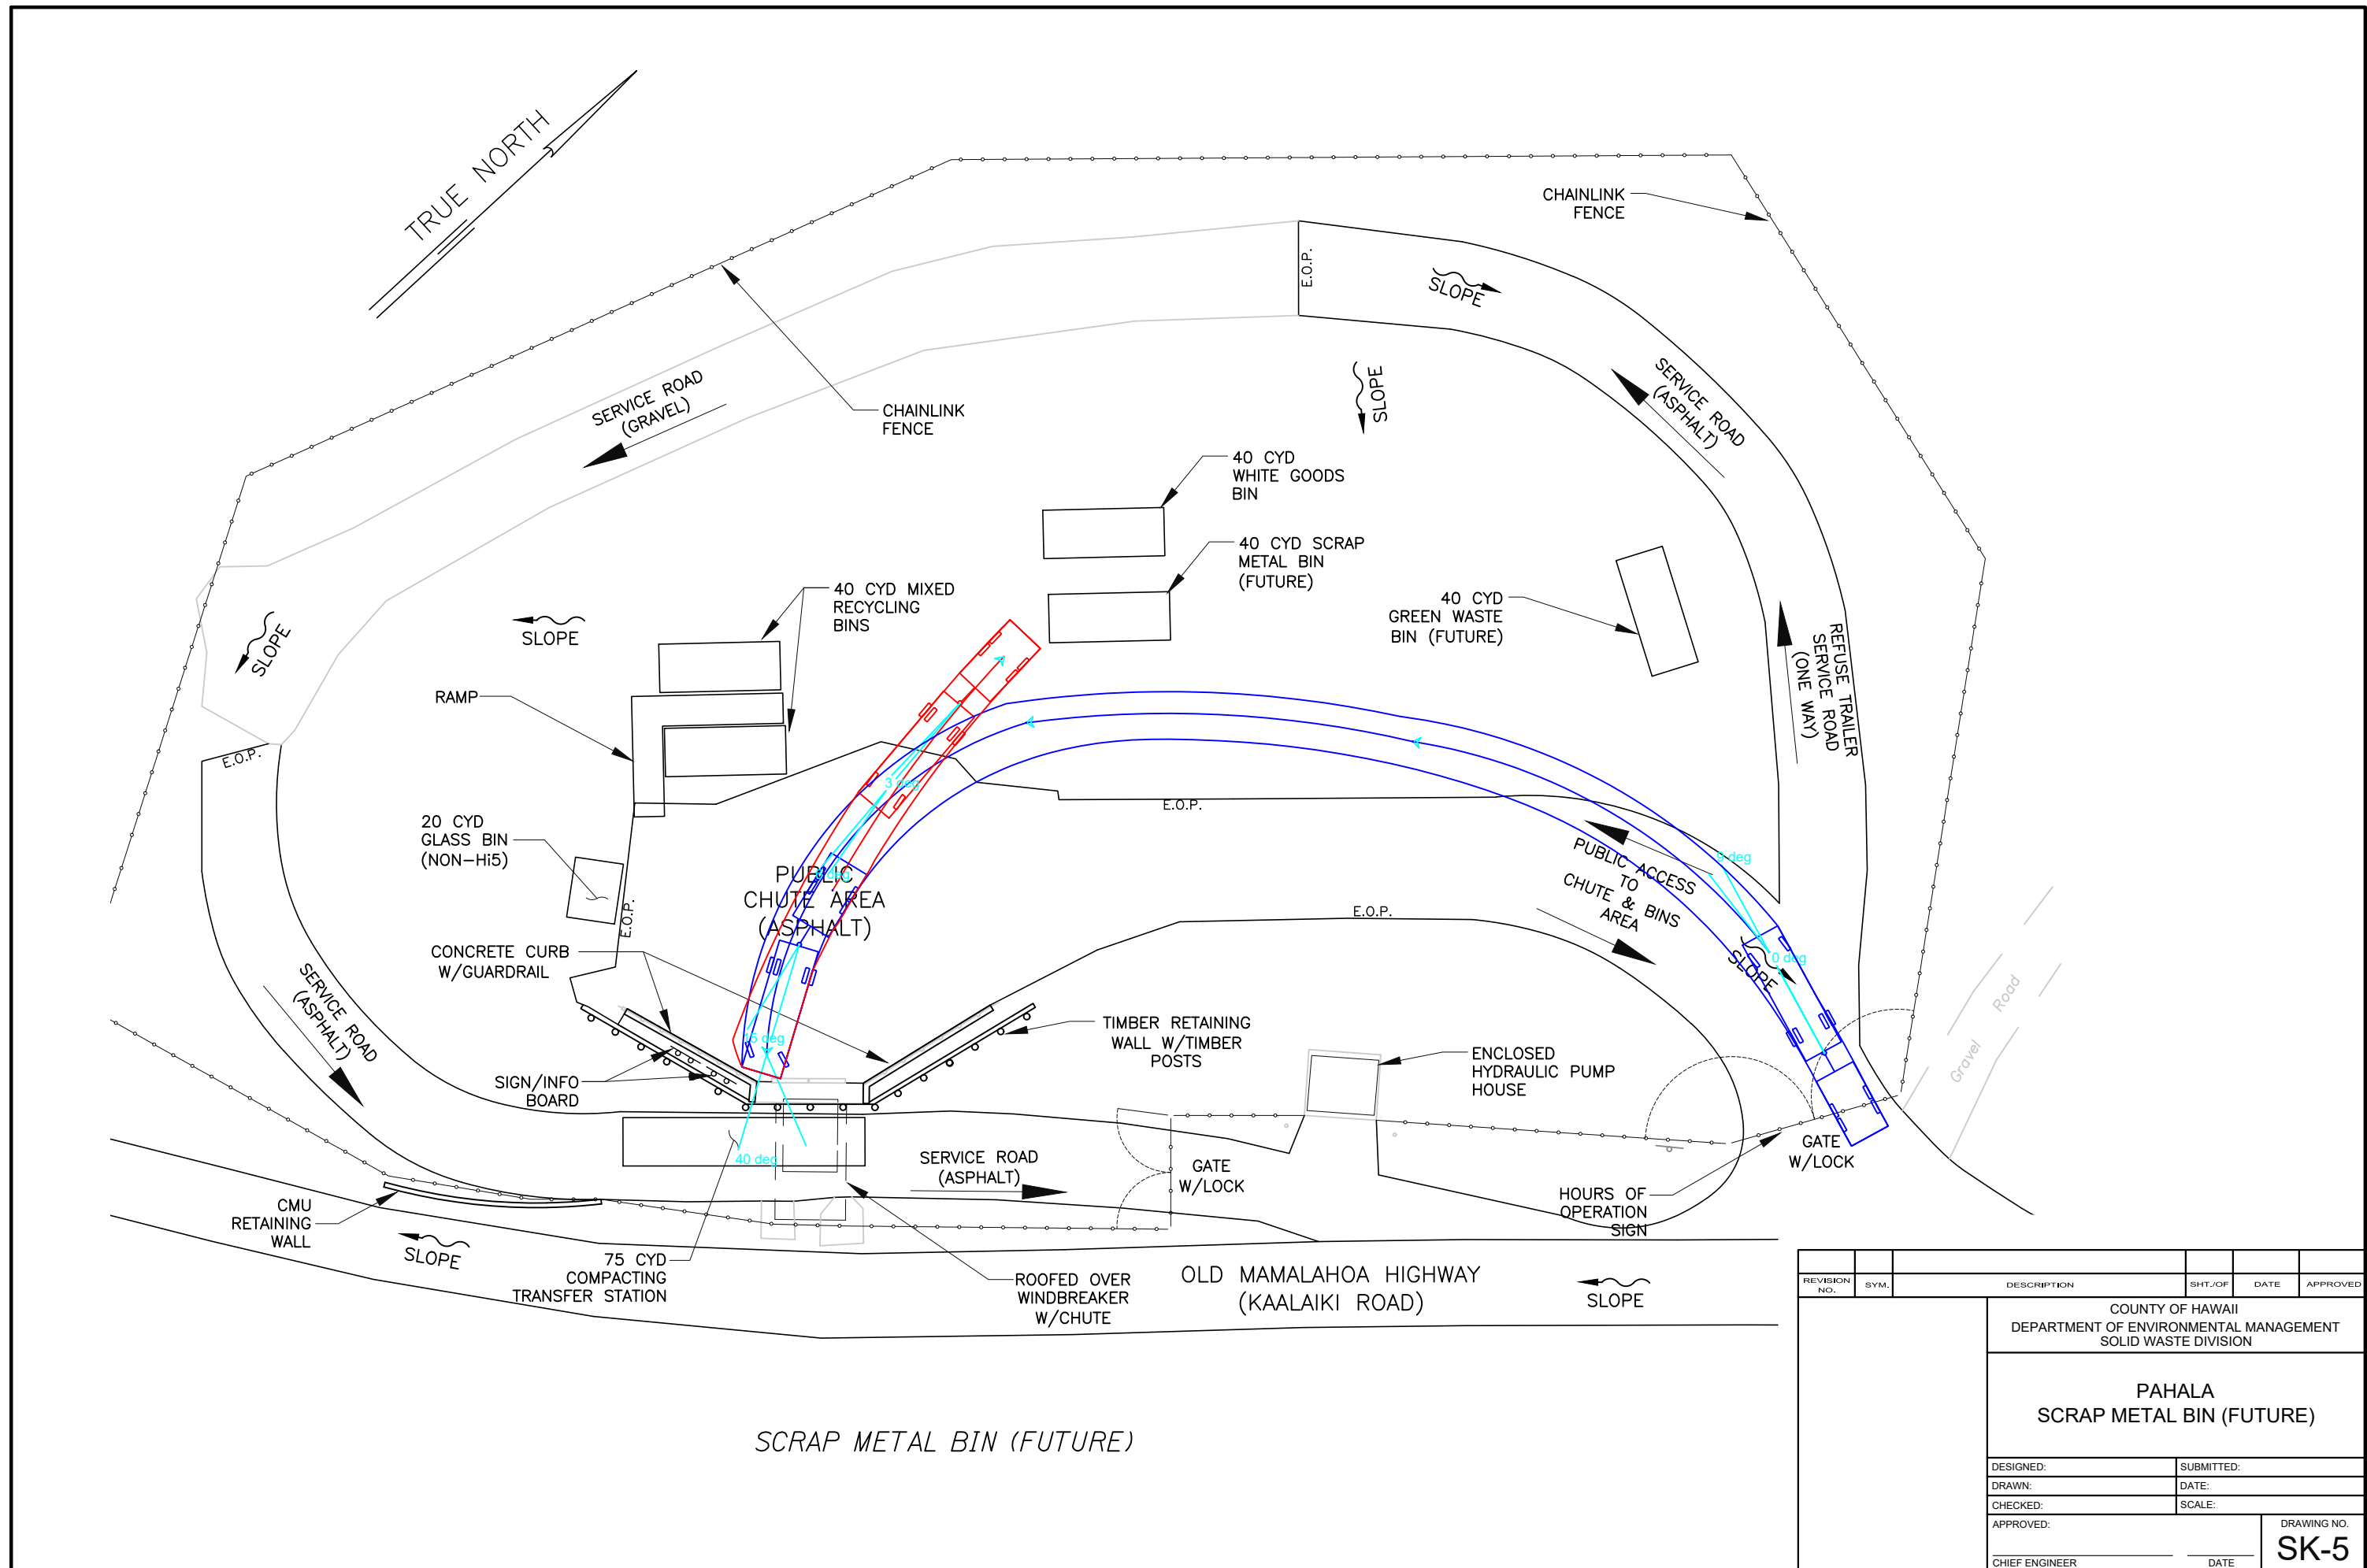 TRUE NORTH
CHAINLINK
FENCE
E.O.P.
SLOPE
SERVICE ROAD
(ASPHALT)
SLOPE
SERVICE ROAD
(GRAVEL)
CHAINLINK
FENCE
40 CYD
WHITE GOODS
BIN
40 CYD SCRAP
METAL BIN
(FUTURE)
40 CYD MIXED
RECYCLING
BINS
40 CYD
GREEN WASTE
BIN (FUTURE)
SLOPE
SLOPE
REFUSE TRAILER
SERVICE ROAD
(ONE WAY)
RAMP
E.O.P.
3 deg
E.O.P.
20 CYD
GLASS BIN
(NON-Hi5)
PUBLIC
CHUTE AREA
(ASPHALT)
PUBLIC ACCESS
TO
CHUTE & BINS
AREA
9 deg
E.O.P.
E.O.P.
CONCRETE CURB
W/GUARDRAIL
SLOPE
0 deg
SERVICE ROAD
(ASPHALT)
Gravel Road
TIMBER RETAINING
WALL W/TIMBER
POSTS
15 deg
ENCLOSED
HYDRAULIC PUMP
HOUSE
SIGN/INFO
BOARD
GATE
W/LOCK
40 deg
SERVICE ROAD
(ASPHALT)
GATE
W/LOCK
HOURS OF
OPERATION
SIGN
CMU
RETAINING
WALL
SLOPE
75 CYD
COMPACTING
TRANSFER STATION
ROOFED OVER
WINDBREAKER
W/CHUTE
OLD MAMALAHOA HIGHWAY
(KAALAIKI ROAD)
SLOPE
SCRAP METAL BIN (FUTURE)
REVISION NO. SYM. DESCRIPTION SHT./OF DATE APPROVED
COUNTY OF HAWAII
DEPARTMENT OF ENVIRONMENTAL MANAGEMENT
SOLID WASTE DIVISION
PAHALA
SCRAP METAL BIN (FUTURE)
DESIGNED: SUBMITTED:
DRAWN: DATE:
CHECKED: SCALE:
APPROVED: DRAWING NO.
SK-5
CHIEF ENGINEER DATE